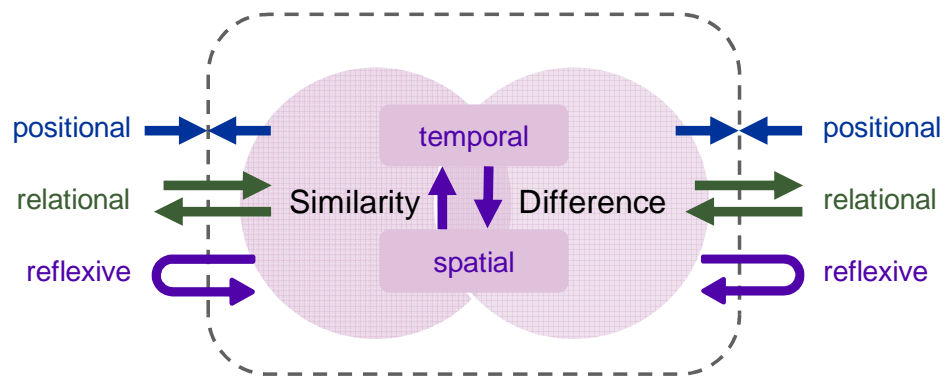 positional
temporal
positional
relational
Similarity
Difference
relational
reflexive
spatial
reflexive